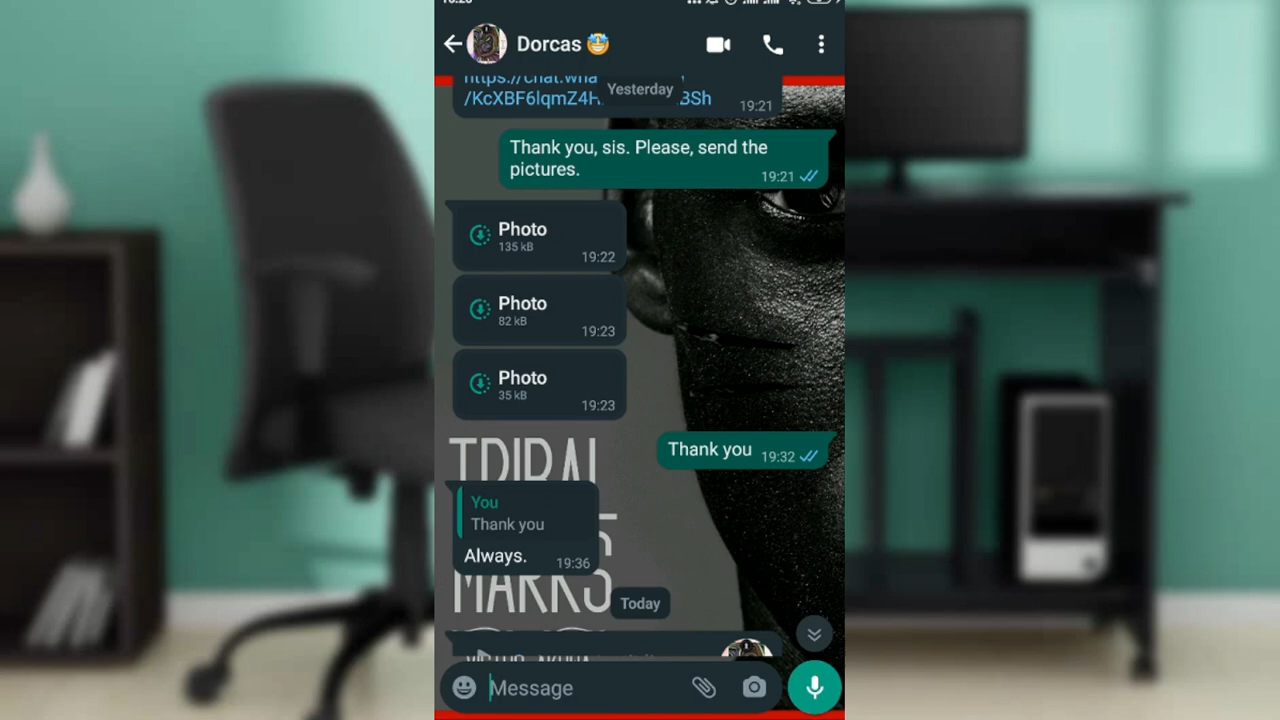 Dorcas
Yesterday
19:21
Thank you, sis. Please, send the
pictures.
19:21
Photo
135 kB
19:22
Photo
82 kB
19:23
Photo
35 kB
19:23
Thank you 19:32
You
Thank you
Always. 19:36
MARKS
Today
Message